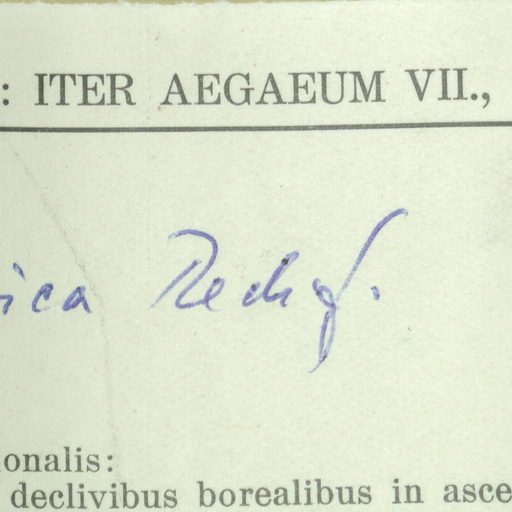 : ITER AEGAEUM VII.,
ica Rech. f.
onalis:
declivibus borealibus in asce